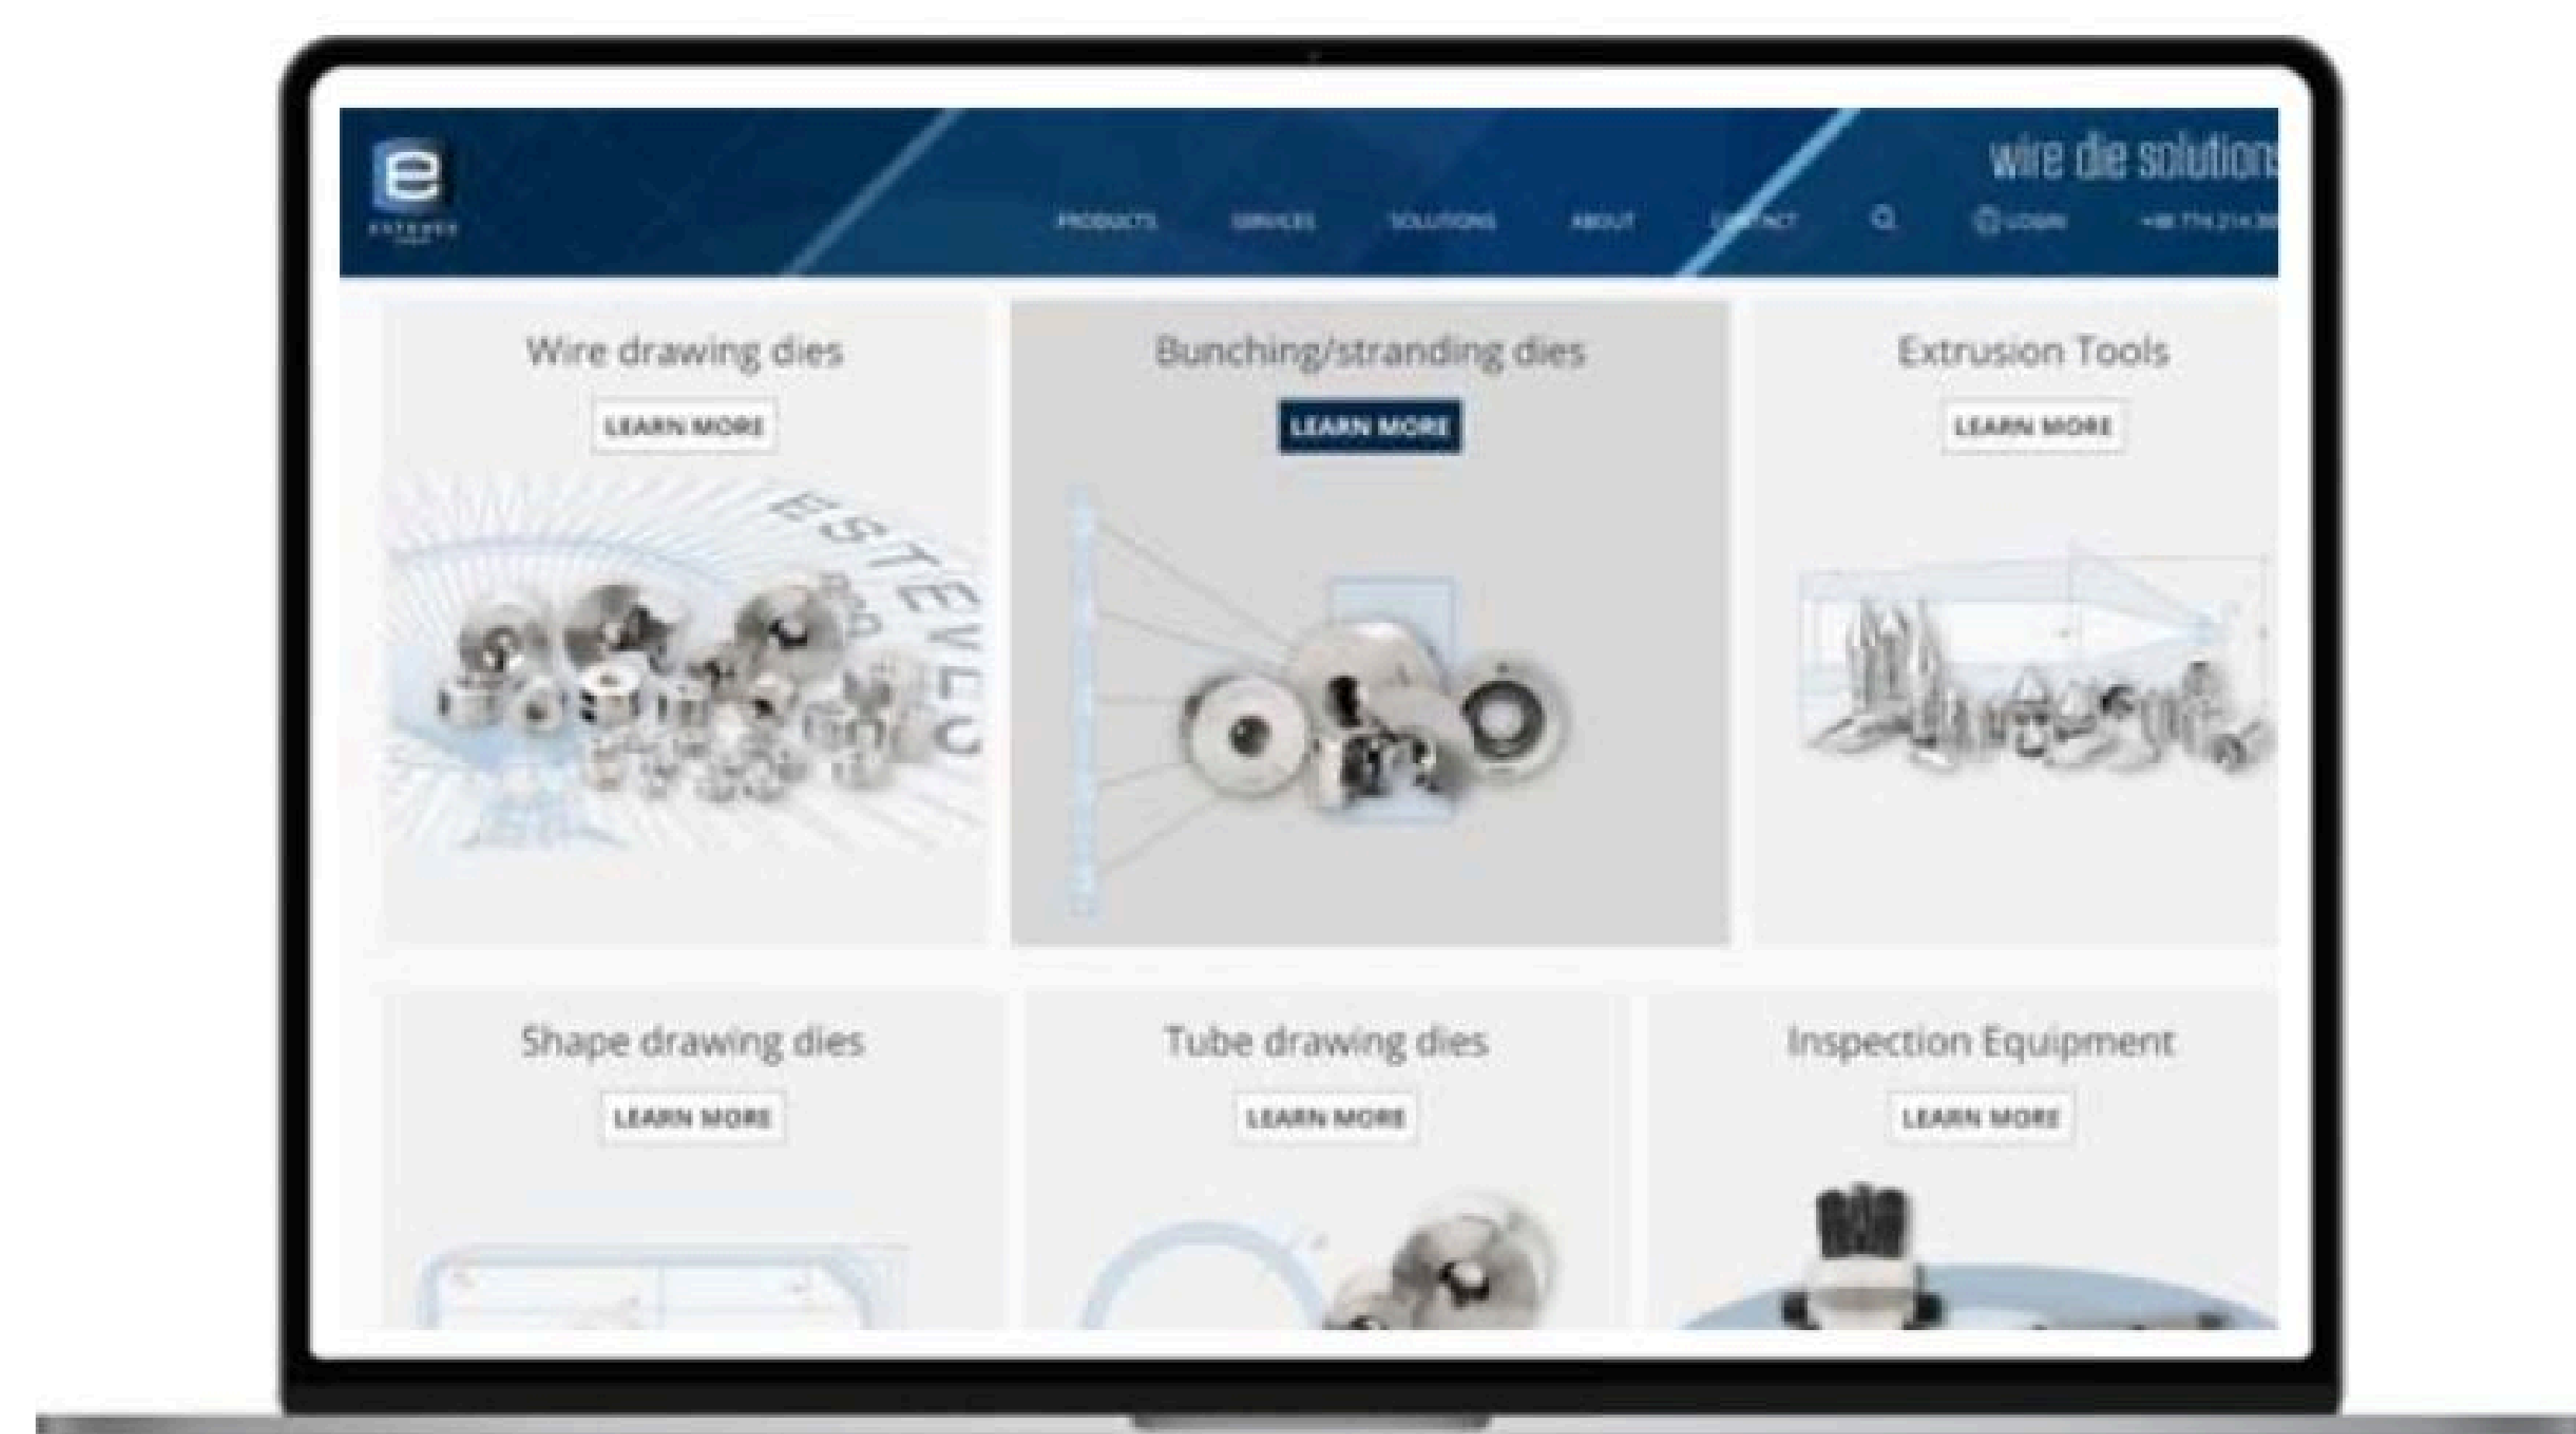 wire die solutions
e
ESTEVES
PRODUCTS SERVICES SOLUTIONS ABOUT CONTACT LOGIN
Wire drawing dies
LEARN MORE
Bunching/stranding dies
LEARN MORE
Extrusion Tools
LEARN MORE
ESTEVES
Shape drawing dies
LEARN MORE
Tube drawing dies
LEARN MORE
Inspection Equipment
LEARN MORE